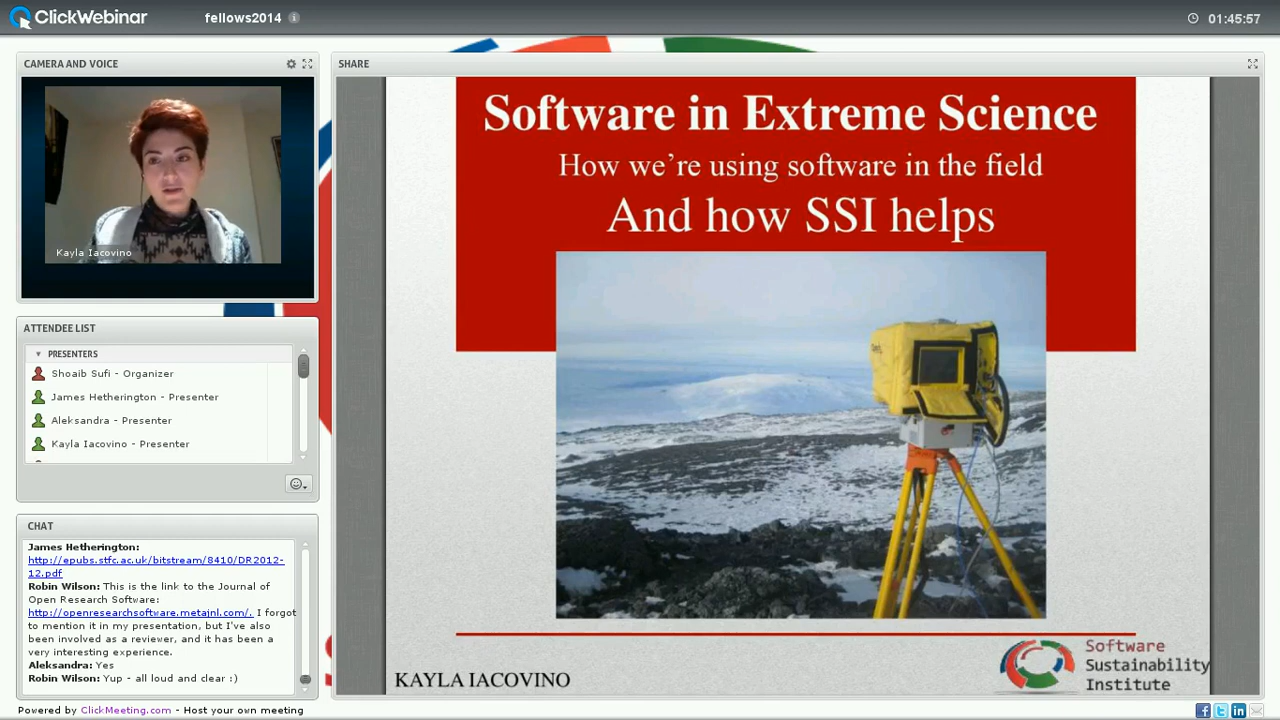 ClickWebinar
fellows2014
01:45:57
CAMERA AND VOICE
Kayla Iacovino
ATTENDEE LIST
PRESENTERS
Shoaib Sufi - Organizer
James Hetherington - Presenter
Aleksandra - Presenter
Kayla Iacovino - Presenter
CHAT
James Hetherington:
http://epubs.stfc.ac.uk/bitstream/8410/DR2012-
12.pdf
Robin Wilson: This is the link to the Journal of
Open Research Software:
http://openresearchsoftware.metajnl.com/. I forgot
to mention it in my presentation, but I've also
been involved as a reviewer, and it has been a
very interesting experience.
Aleksandra: Yes
Robin Wilson: Yup - all loud and clear :)
Powered by ClickMeeting.com - Host your own meeting
SHARE
Software in Extreme Science
How we're using software in the field
And how SSI helps
KAYLA IACOVINO
Software
Sustainability
Institute